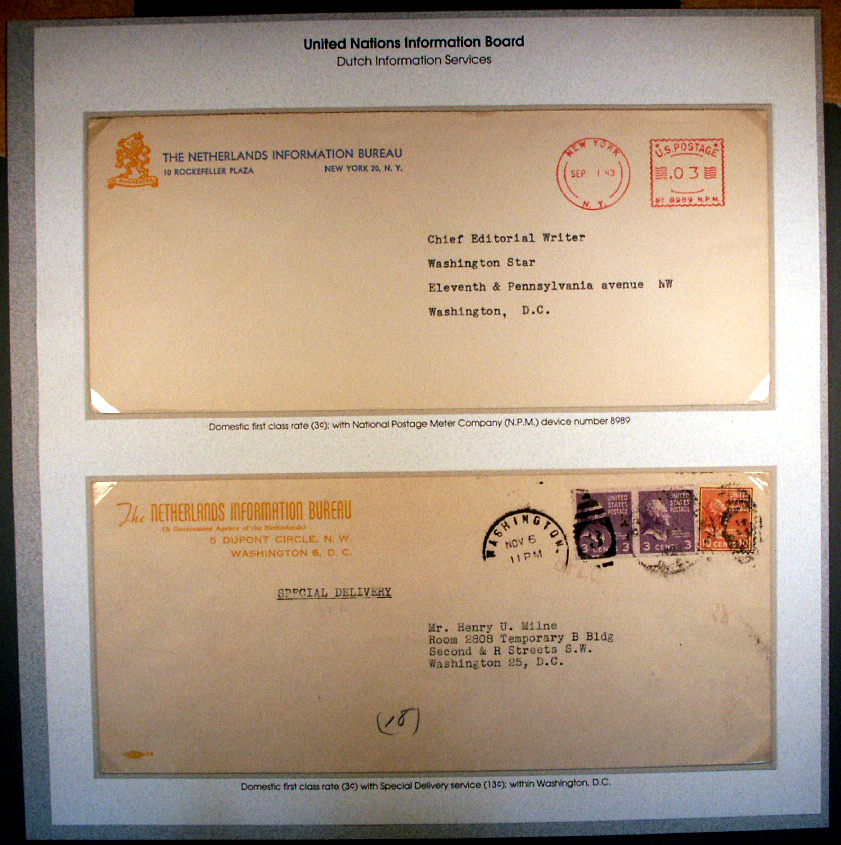 United Nations Information Board
Dutch Information Services
THE NETHERLANDS INFORMATION BUREAU
10 ROCKEFELLER PLAZA NEW YORK 20, N. Y.
NEW YORK
SEP. 1 43
N. Y.
U.S. POSTAGE
.03
Nº 8989 N.P.M.
Chief Editorial Writer
Washington Star
Eleventh & Pennsylvania avenue NW
Washington, D.C.
Domestic first class rate (3¢); with National Postage Meter Company (N.P.M.) device number 8989
The NETHERLANDS INFORMATION BUREAU
(A Government Agency of the Netherlands)
5 DUPONT CIRCLE, N. W.
WASHINGTON 6, D. C.
WASHINGTON.
NOV 6
11 PM
3
UNITED STATES POSTAGE
3 CENTS 3
UNITED STATES POSTAGE
3 CENTS 3
SPECIAL DELIVERY
Mr. Henry U. Milne
Room 2808 Temporary B Bldg
Second & R Streets S.W.
Washington 25, D.C.
(18)
Domestic first class rate (3¢) with Special Delivery service (13¢); within Washington, D.C.